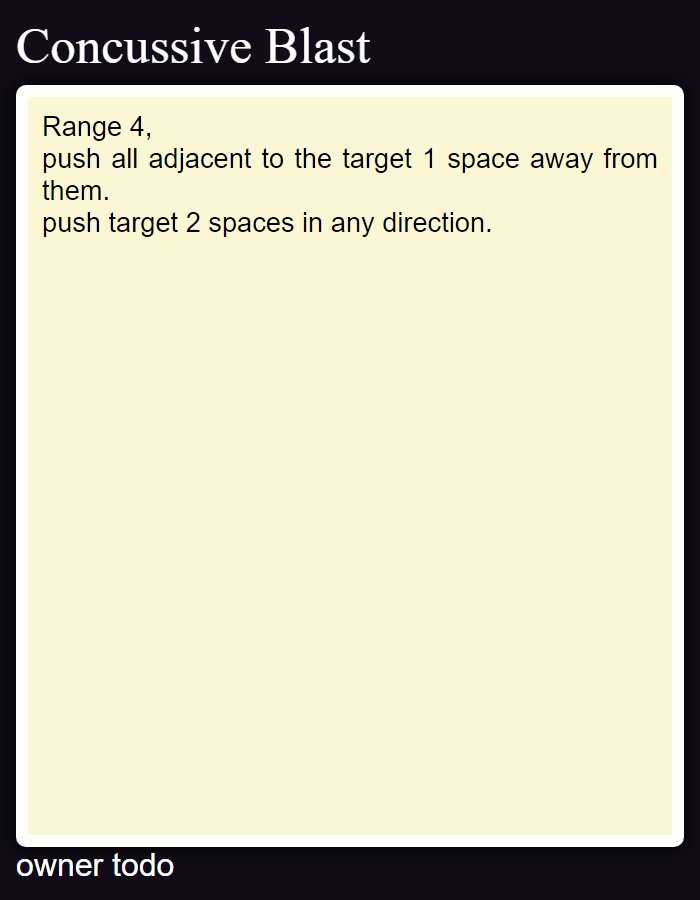 Concussive Blast
Range 4,
push all adjacent to the target 1 space away from
them.
push target 2 spaces in any direction.
owner todo